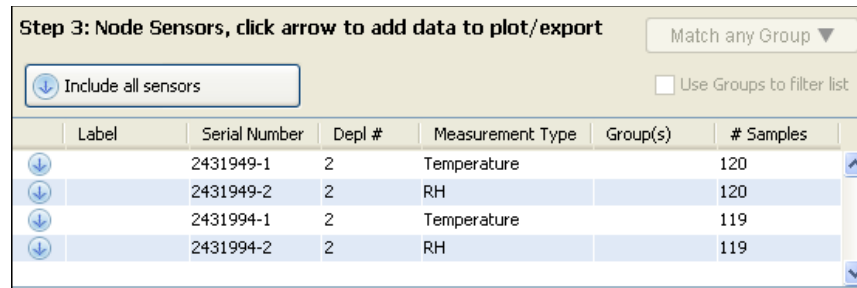 Step 3: Node Sensors, click arrow to add data to plot/export
Match any Group ▼
Include all sensors
Use Groups to filter list
Label Serial Number Depl # Measurement Type Group(s) # Samples
2431949-1 2 Temperature 120
2431949-2 2 RH 120
2431994-1 2 Temperature 119
2431994-2 2 RH 119